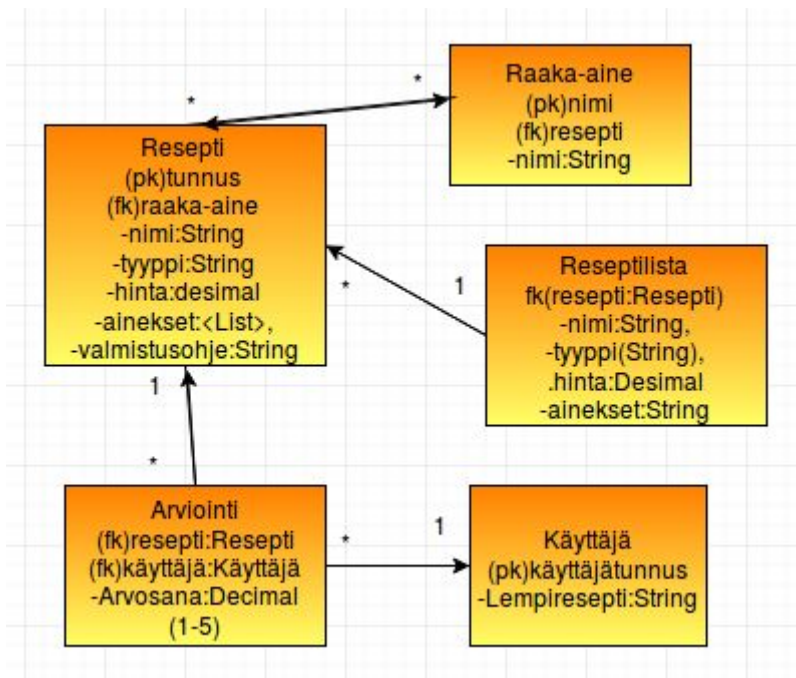 Raaka-aine
(pk)nimi
(fk)resepti
-nimi:String
*
*
Resepti
(pk)tunnus
(fk)raaka-aine
-nimi:String
-tyyppi:String
-hinta:desimal
-ainekset:<List>,
-valmistusohje:String
*
1
Reseptilista
fk(resepti:Resepti)
-nimi:String,
-tyyppi(String),
.hinta:Desimal
-ainekset:String
1
*
Arviointi
(fk)resepti:Resepti
(fk)käyttäjä:Käyttäjä
-Arvosana:Decimal
(1-5)
*
1
Käyttäjä
(pk)käyttäjätunnus
-Lempiresepti:String